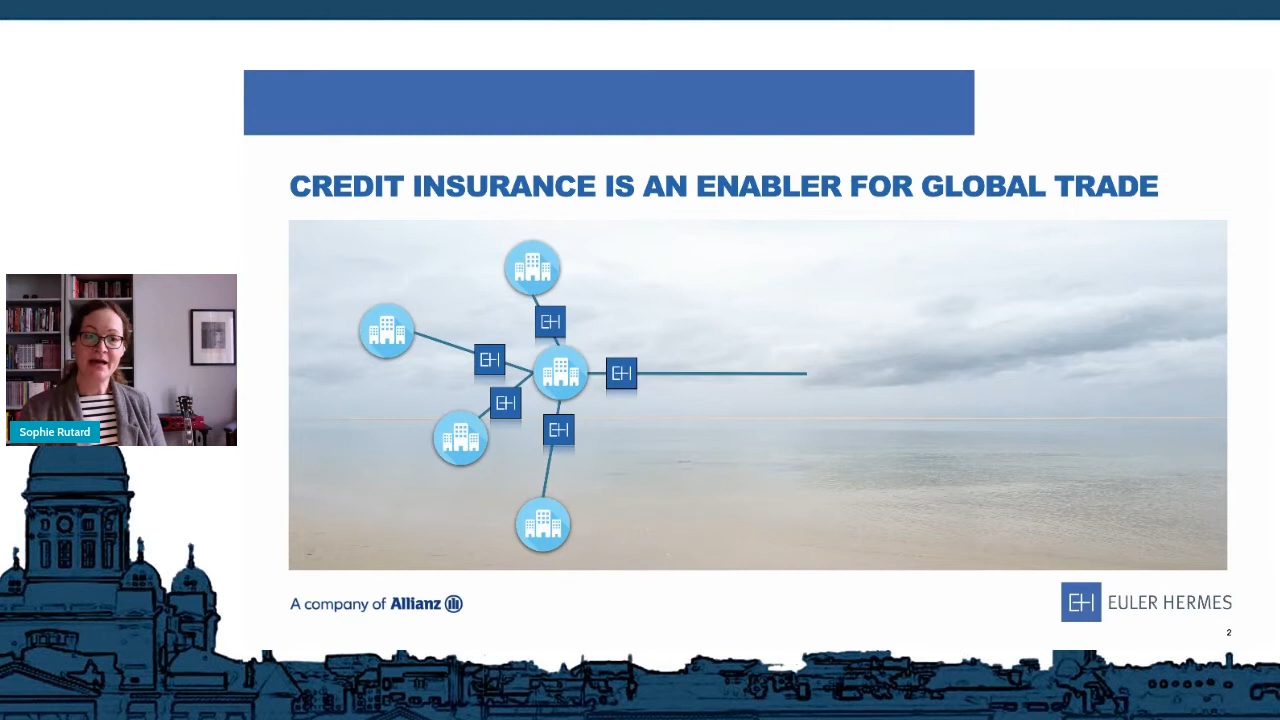 CREDIT INSURANCE IS AN ENABLER FOR GLOBAL TRADE
EH
EH
EH
EH
EH
Sophie Rutard
A company of Allianz
EH EULER HERMES
2